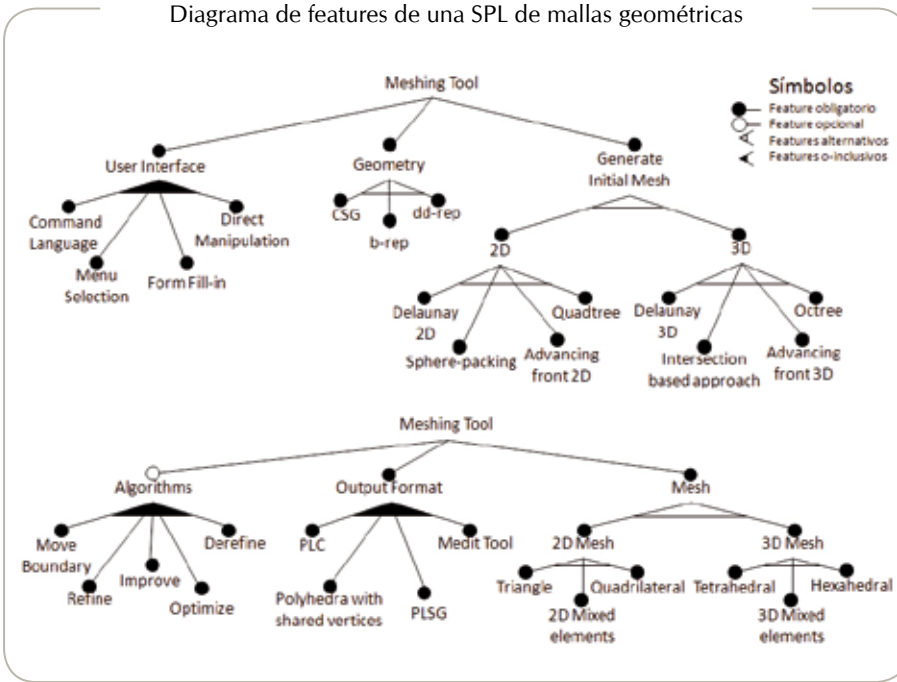 Diagrama de features de una SPL de mallas geométricas
Meshing Tool
Símbolos
Feature obligatorio
Feature opcional
Features alternativos
Features o-inclusivos
User Interface
Geometry
Generate
Initial Mesh
Command
Language
Menu
Selection
Form Fill-in
Direct
Manipulation
CSG
b-rep
dd-rep
2D
3D
Delaunay
2D
Sphere-packing
Advancing
front 2D
Quadtree
Delaunay
3D
Intersection
based approach
Advancing
front 3D
Octree
Meshing Tool
Algorithms
Output Format
Mesh
Move
Boundary
Refine
Improve
Optimize
Derefine
PLC
Polyhedra with
shared vertices
PLSG
Medit Tool
2D Mesh
3D Mesh
Triangle
2D Mixed
elements
Quadrilateral
Tetrahedral
3D Mixed
elements
Hexahedral